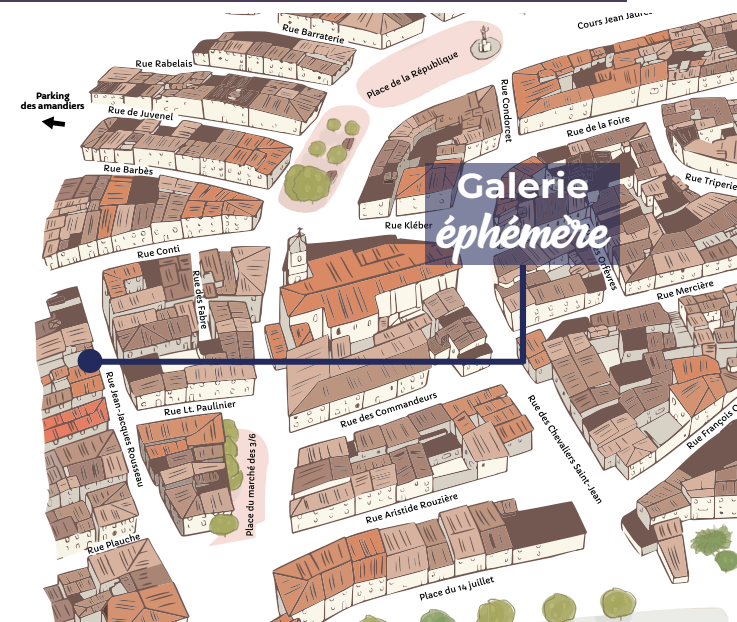 Cours Jean Jaurès
Rue Barraterie
Rue Rabelais
Place de la République
Parking
des amandiers
Rue de Juvenel
Rue Condorcet
Rue de la Foire
Rue Barbès
Rue Triperie
Galerie
éphémère
Rue Kléber
Rue Conti
Rue des Fabre
Orfèvres
Rue Mercière
Rue Jean-Jacques Rousseau
Rue Lt. Paulinier
Rue des Commandeurs
Rue des Chevaliers Saint-Jean
Rue François O
Place du marché des 3/6
Rue Aristide Rouzière
Rue Plauche
Place du 14 juillet